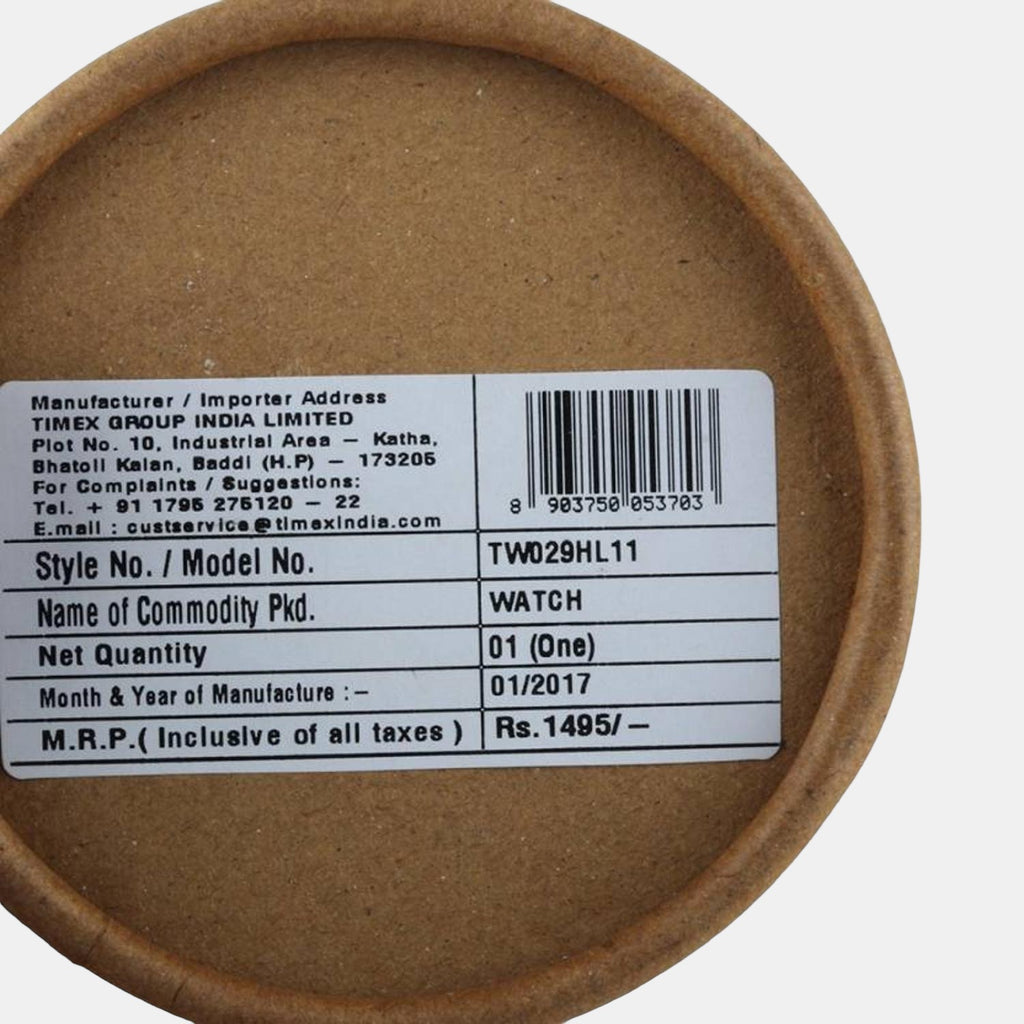 Manufacturer / Importer Address
TIMEX GROUP INDIA LIMITED
Plot No. 10, Industrial Area – Katha,
Bhatoli Kalan, Baddi (H.P) – 173205
For Complaints / Suggestions:
Tel. + 91 1795 275120 – 22
E.mail : custservice@timexindia.com
8 903750 053703
Style No. / Model No. TW029HL11
Name of Commodity Pkd. WATCH
Net Quantity 01 (One)
Month & Year of Manufacture :– 01/2017
M.R.P.( Inclusive of all taxes ) Rs.1495/–